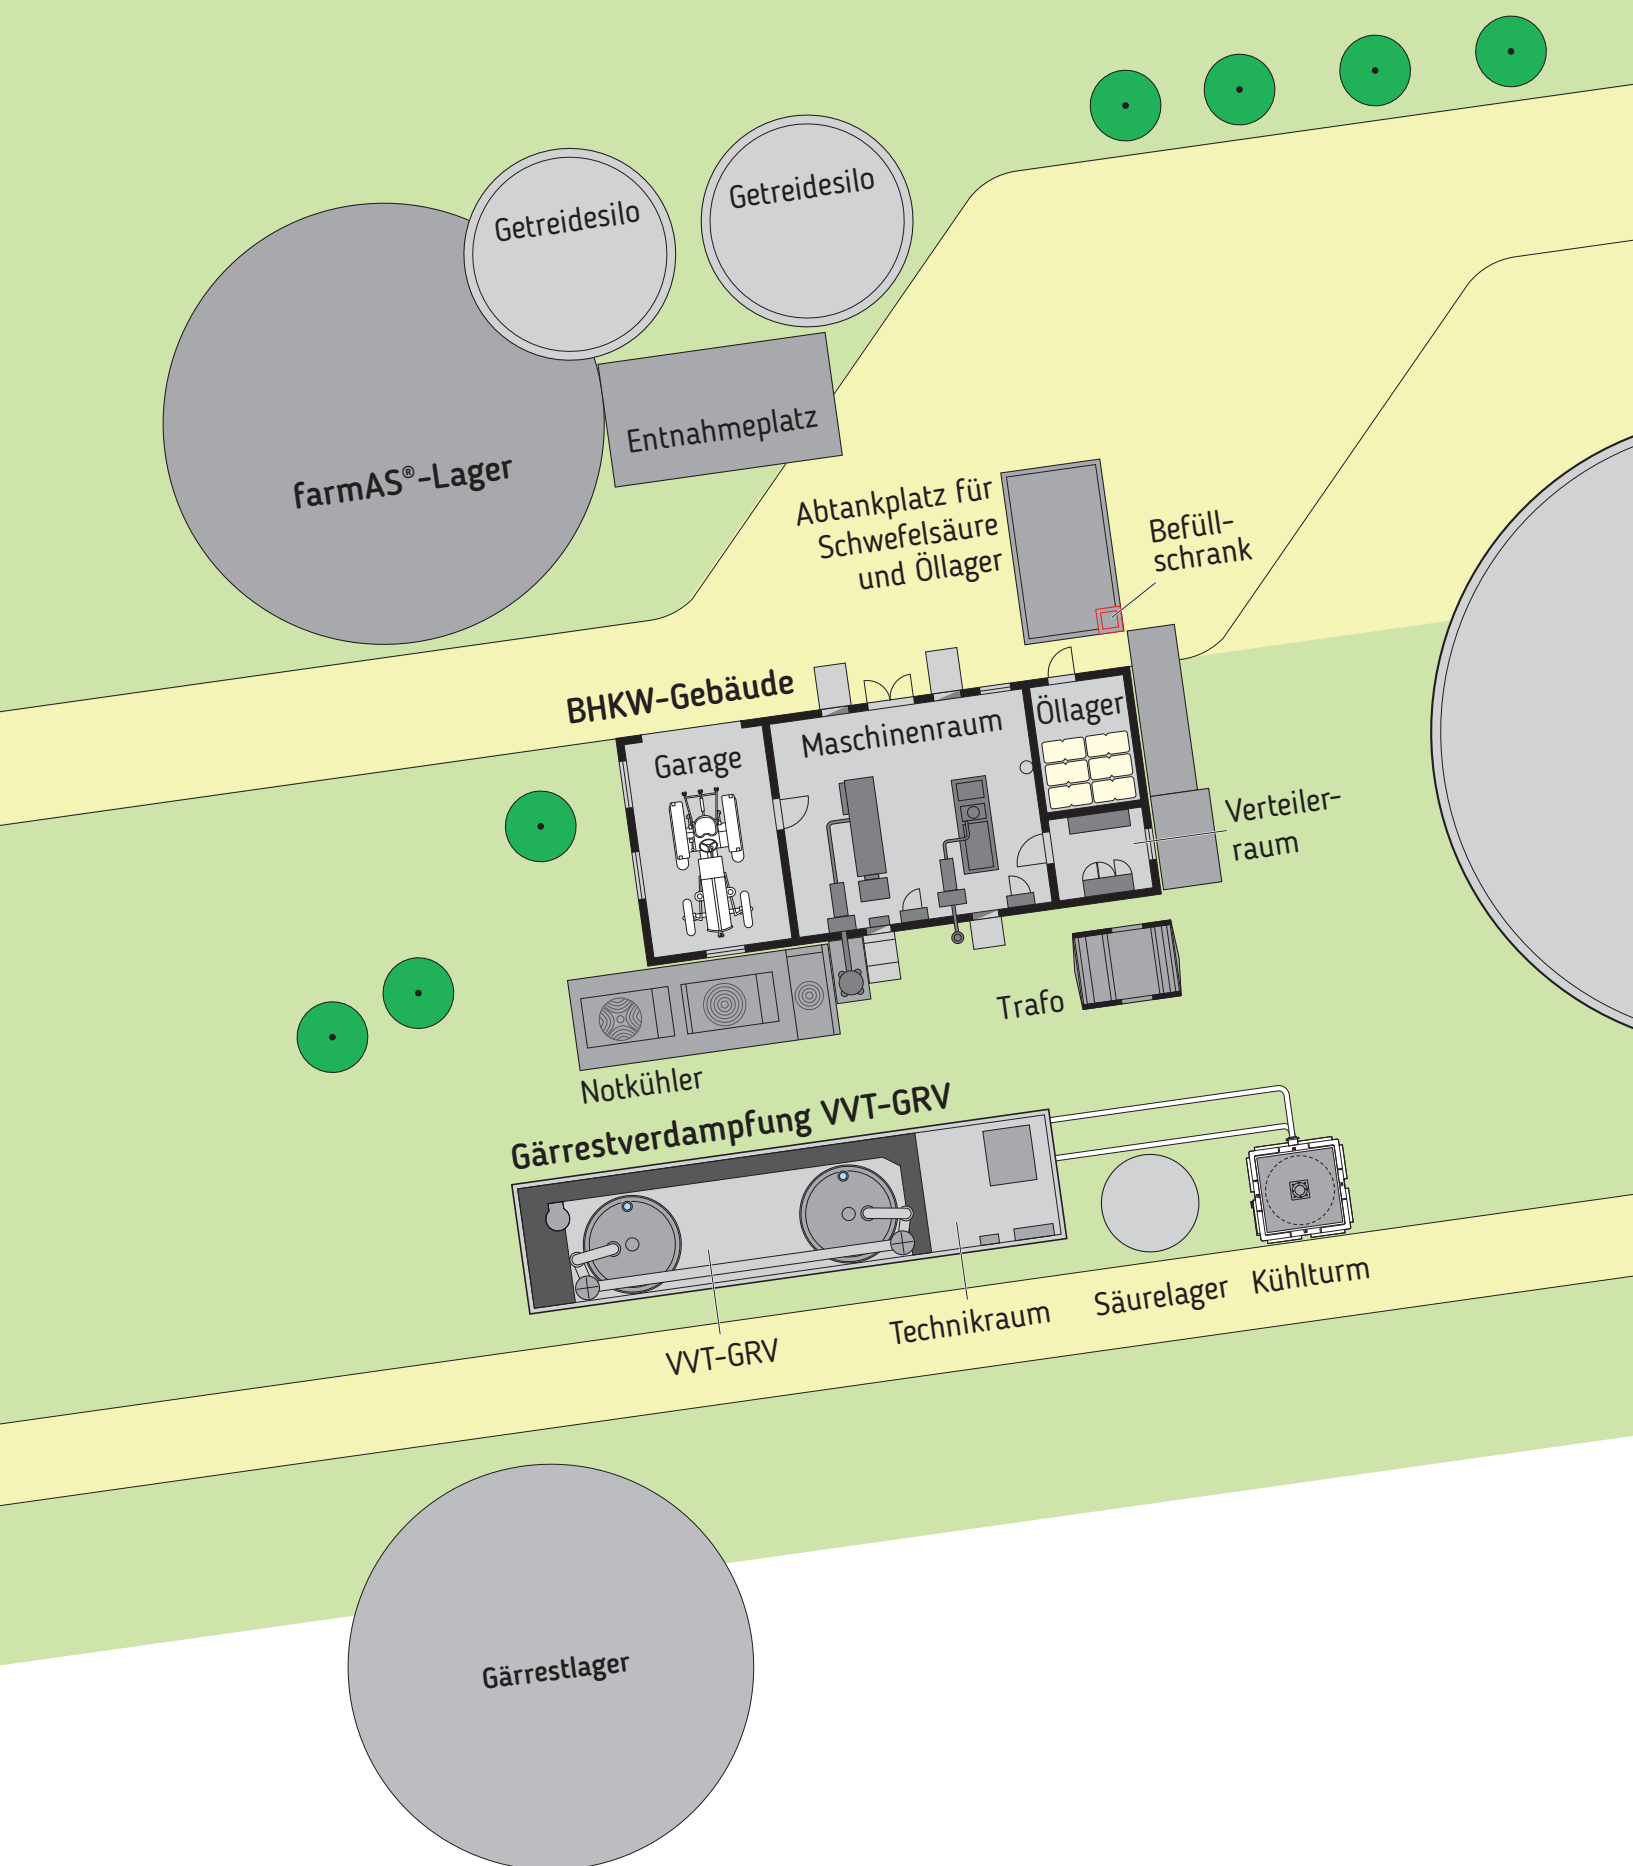 Getreidesilo
Getreidesilo
Entnahmeplatz
farmAS®-Lager
Abtankplatz für
Schwefelsäure
und Öllager
Befüll-
schrank
BHKW-Gebäude
Garage
Maschinenraum
Öllager
Verteiler-
raum
Trafo
Notkühler
Gärrestverdampfung VVT-GRV
VVT-GRV
Technikraum
Säurelager
Kühlturm
Gärrestlager